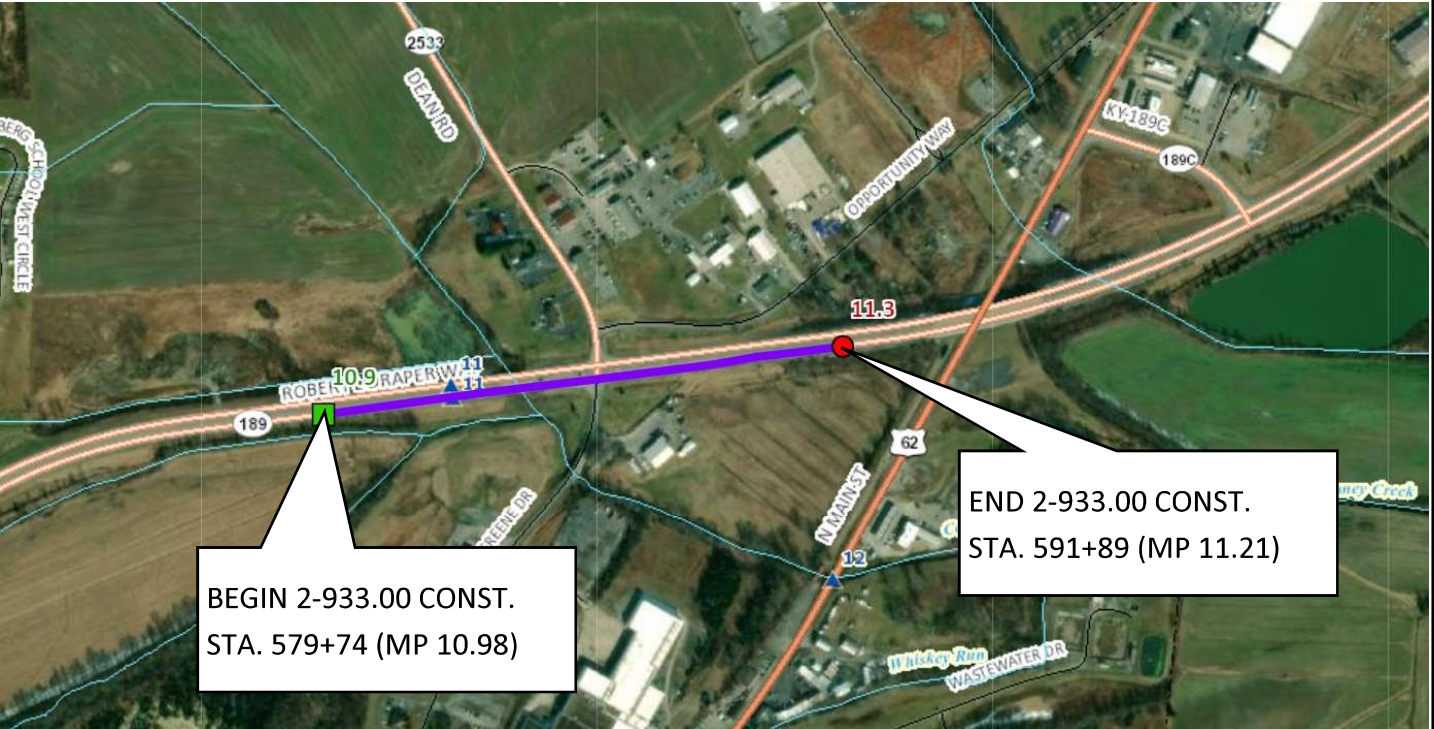 2533
DEAN RD
KY-189C
189C
OPPORTUNITY WAY
WEST CIRCLE
11.3
11
10.9
11
189
62
N MAIN ST
GREENE DR
12
END 2-933.00 CONST.
STA. 591+89 (MP 11.21)
BEGIN 2-933.00 CONST.
STA. 579+74 (MP 10.98)
Whiskey Run
WASTEWATER DR
Creek